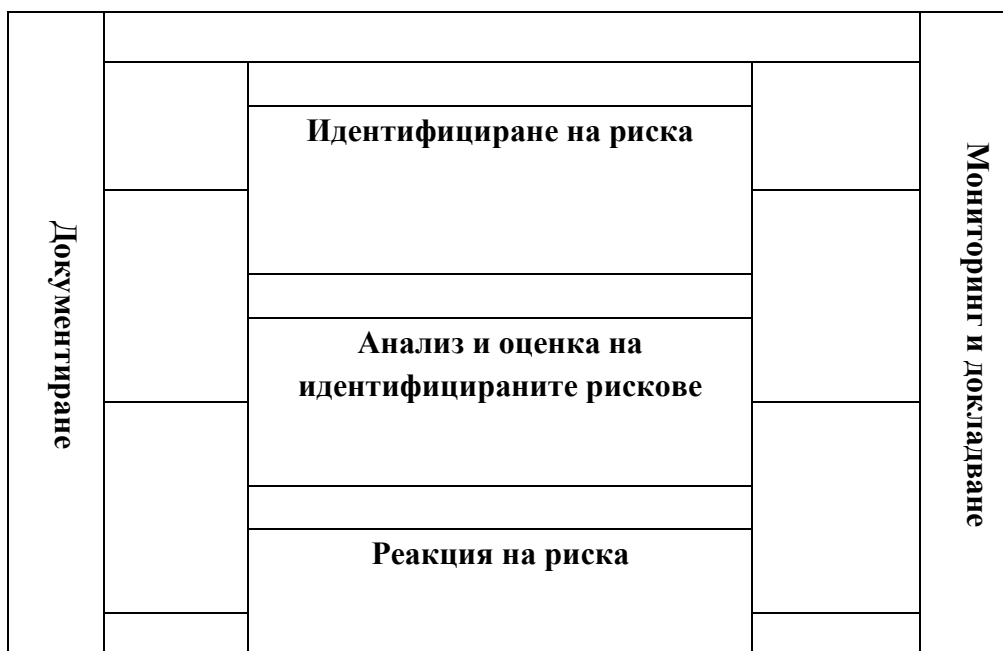 Документиране
Идентифициране на риска
Анализ и оценка на
идентифицираните рискове
Реакция на риска
Мониторинг и докладване